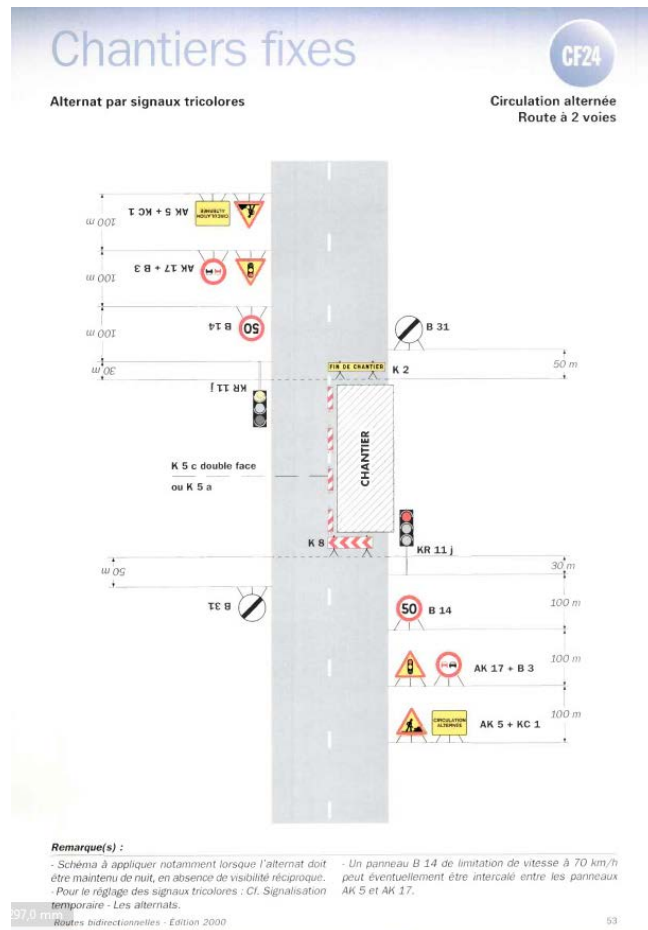 Chantiers fixes
CF24
Alternat par signaux tricolores
Circulation alternée
Route à 2 voies
AK 5 + KC 1
CIRCULATION
ALTERNÉE
100 m
AK 17 + B 3
100 m
B 14
50
100 m
B 31
30 m
KR 11 j
FIN DE CHANTIER
K 2
50 m
CHANTIER
K 5 c double face
ou K 5 a
K 8
KR 11 j
50 m
30 m
B 31
50
B 14
100 m
AK 17 + B 3
100 m
CIRCULATION
ALTERNÉE
AK 5 + KC 1
100 m
Remarque(s) :
- Schéma à appliquer notamment lorsque l'alternat doit
être maintenu de nuit, en absence de visibilité réciproque.
- Pour le réglage des signaux tricolores : Cf. Signalisation
temporaire - Les alternats.
- Un panneau B 14 de limitation de vitesse à 70 km/h
peut éventuellement être intercalé entre les panneaux
AK 5 et AK 17.
297,0 mm
Routes bidirectionnelles - Édition 2000
53